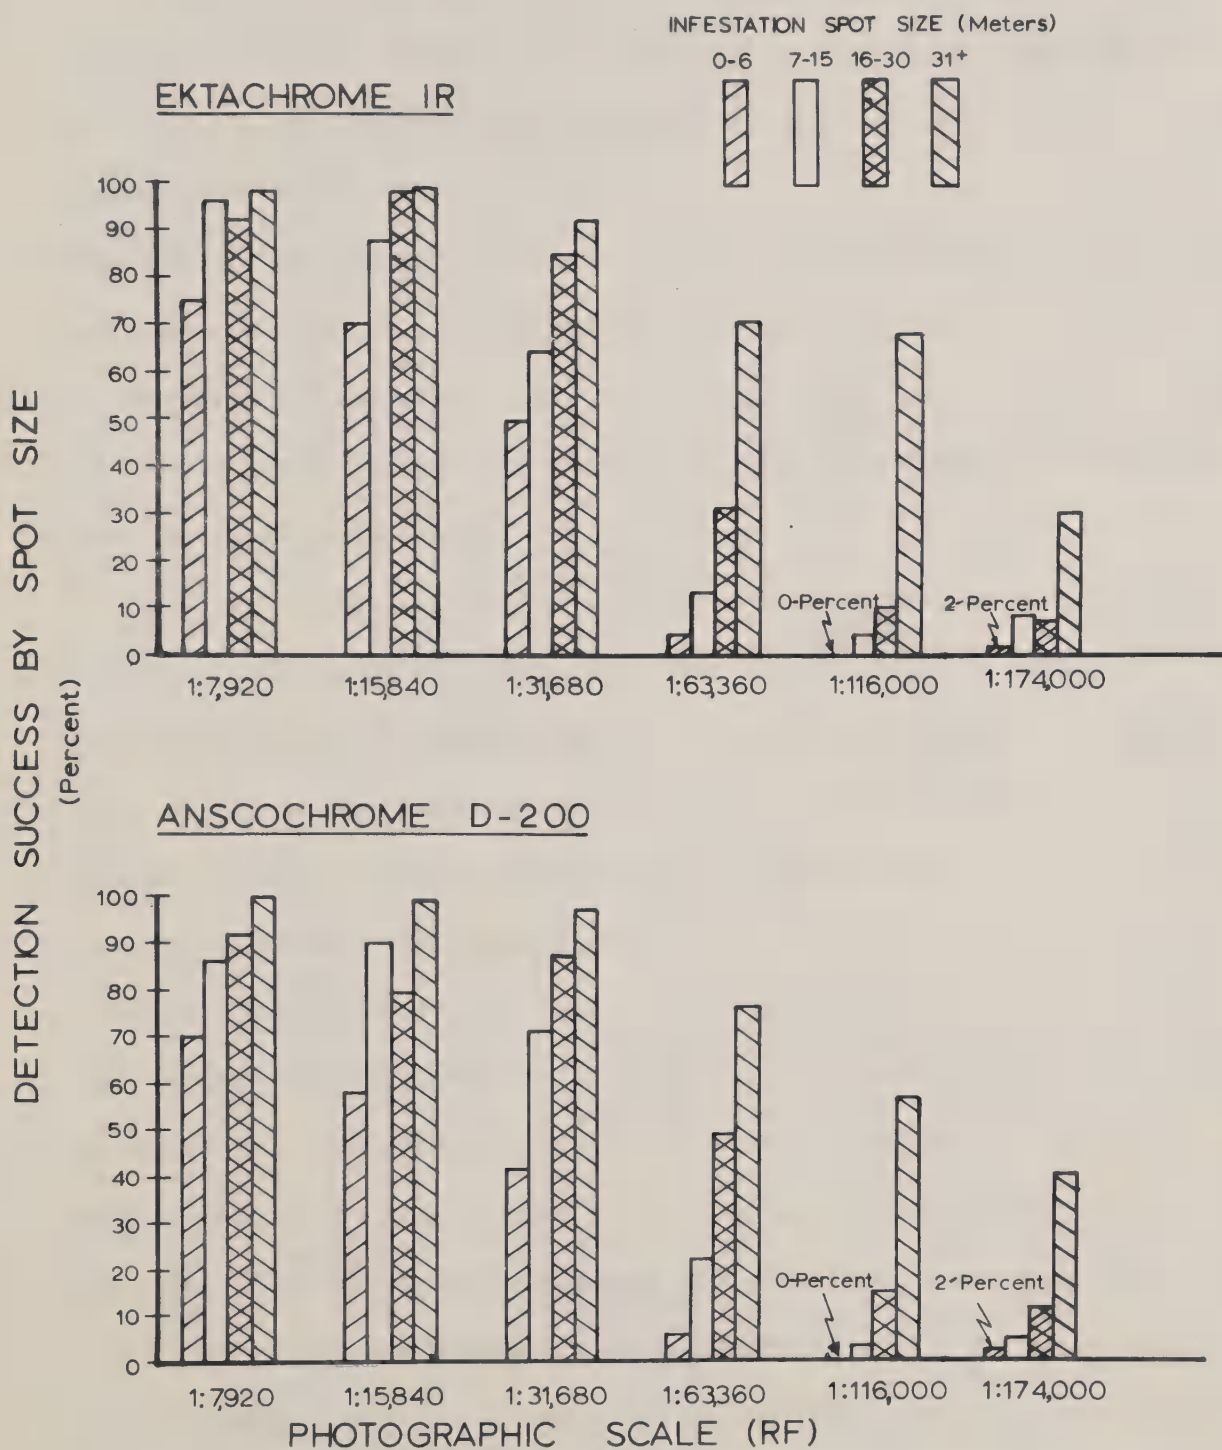 INFESTATION SPOT SIZE (Meters)
0-6 7-15 16-30 31+
EKTACHROME IR
DETECTION SUCCESS BY SPOT SIZE
(Percent)
100
90
80
70
60
50
40
30
20
10
0
0-Percent
2-Percent
1:7,920 1:15,840 1:31,680 1:63,360 1:116,000 1:174,000
ANSCOCHROME D-200
100
90
80
70
60
50
40
30
20
10
0
0-Percent
2-Percent
1:7,920 1:15,840 1:31,680 1:63,360 1:116,000 1:174,000
PHOTOGRAPHIC SCALE (RF)